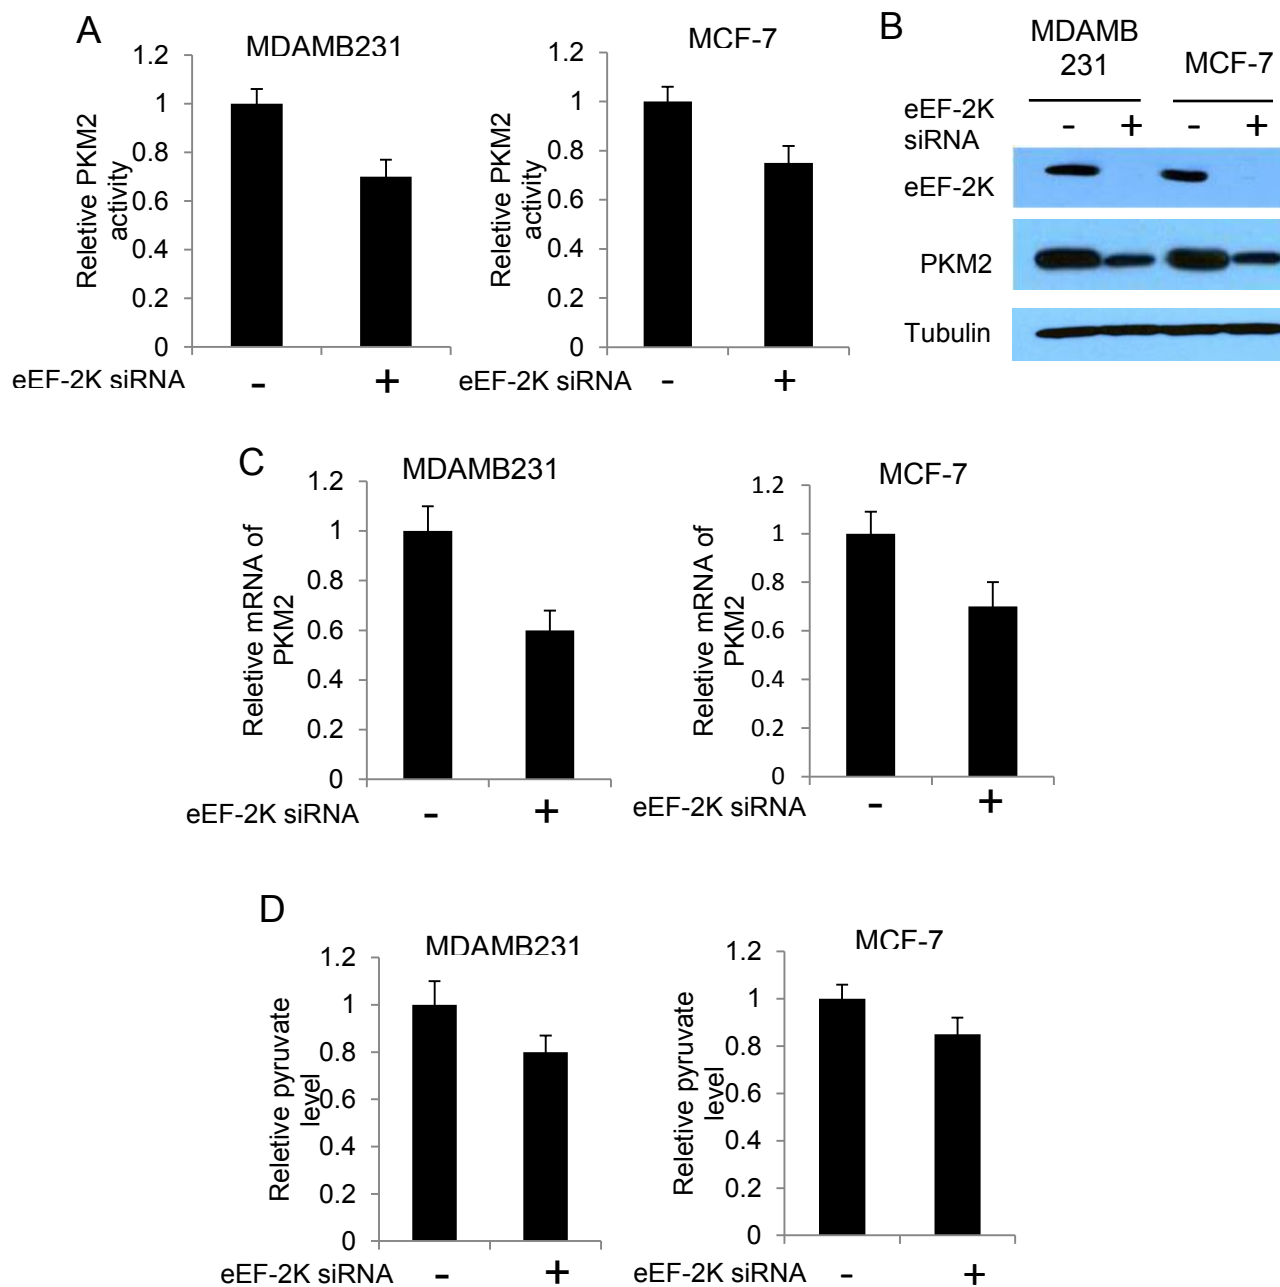 A
MDAMB231
Reletive PKM2
activity
1.2
1
0.8
0.6
0.4
0.2
0
eEF-2K siRNA - +
MCF-7
Reletive PKM2
activity
1.2
1
0.8
0.6
0.4
0.2
0
eEF-2K siRNA - +
B
MDAMB
231
MCF-7
eEF-2K
siRNA
- + - +
eEF-2K
PKM2
Tubulin
C
MDAMB231
Reletive mRNA of
PKM2
1.2
1
0.8
0.6
0.4
0.2
0
eEF-2K siRNA - +
MCF-7
Reletive mRNA of
PKM2
1.2
1
0.8
0.6
0.4
0.2
0
eEF-2K siRNA - +
D
MDAMB231
Reletive pyruvate
level
1.2
1
0.8
0.6
0.4
0.2
0
eEF-2K siRNA - +
MCF-7
Reletive pyruvate
level
1.2
1
0.8
0.6
0.4
0.2
0
eEF-2K siRNA - +